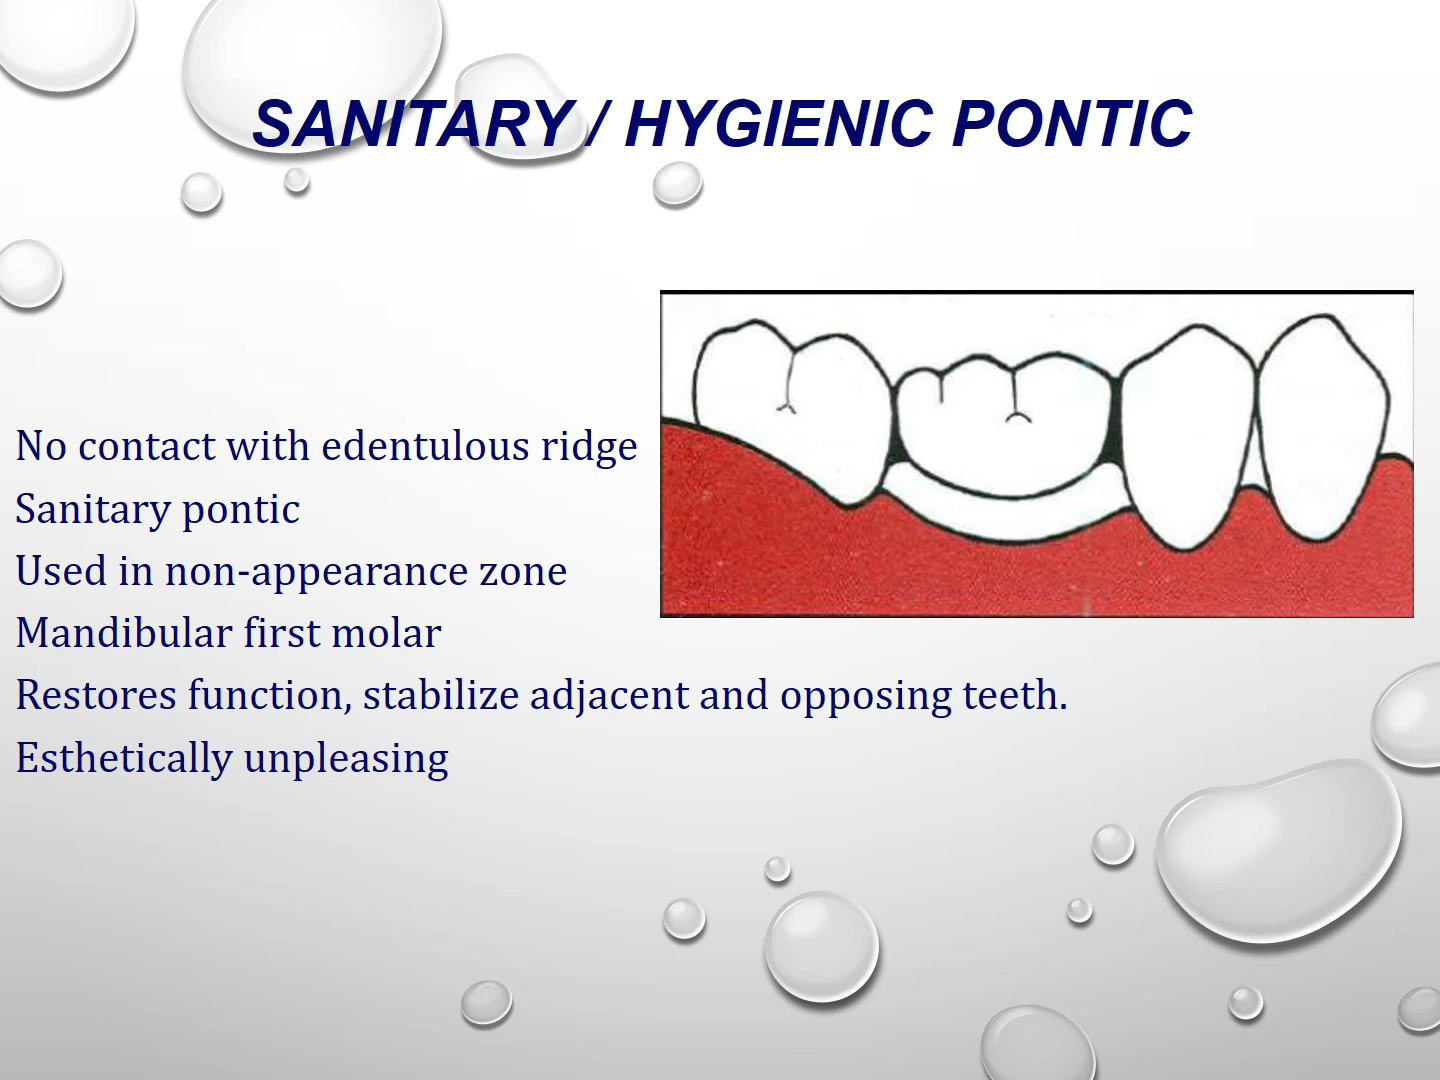 SANITARY / HYGIENIC PONTIC
No contact with edentulous ridge
Sanitary pontic
Used in non-appearance zone
Mandibular first molar
Restores function, stabilize adjacent and opposing teeth.
Esthetically unpleasing